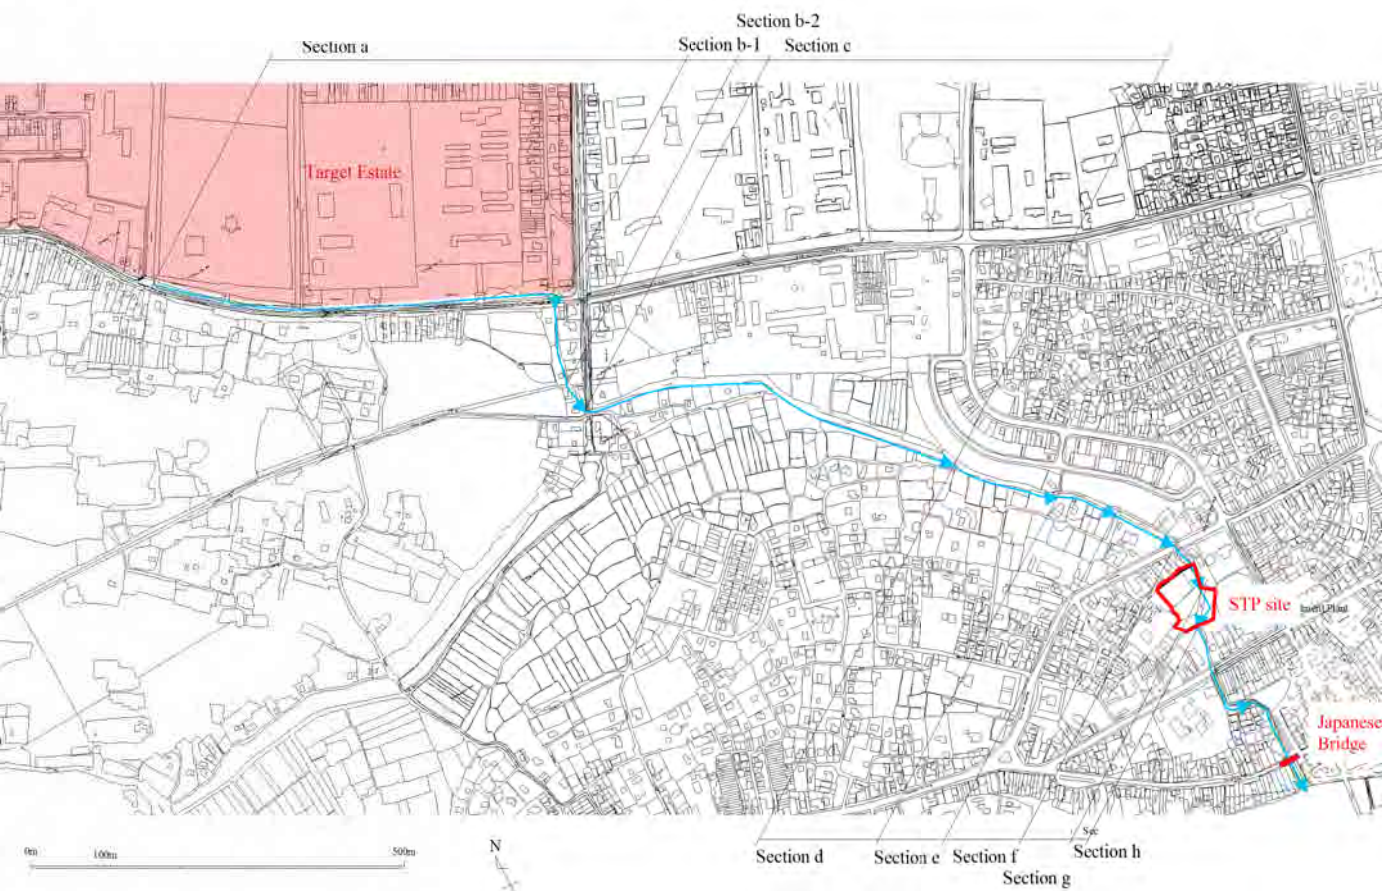 Section b-2
Section a
Section b-1
Section c
Target Estate
STP site
Japanese
Bridge
0m
100m
500m
N
Sec
Section d
Section e
Section f
Section h
Section g